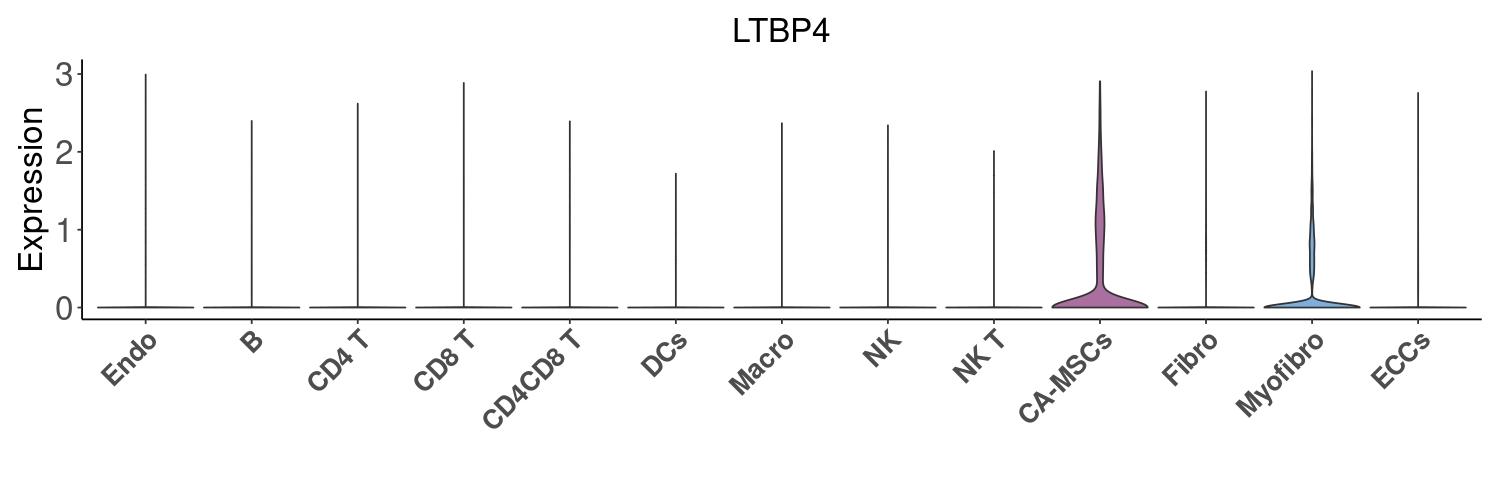 LTBP4
Expression
3
2
1
0
Endo
B
CD4 T
CD8 T
CD4CD8 T
DCs
Macro
NK
NK T
CA-MSCs
Fibro
Myofibro
ECCs